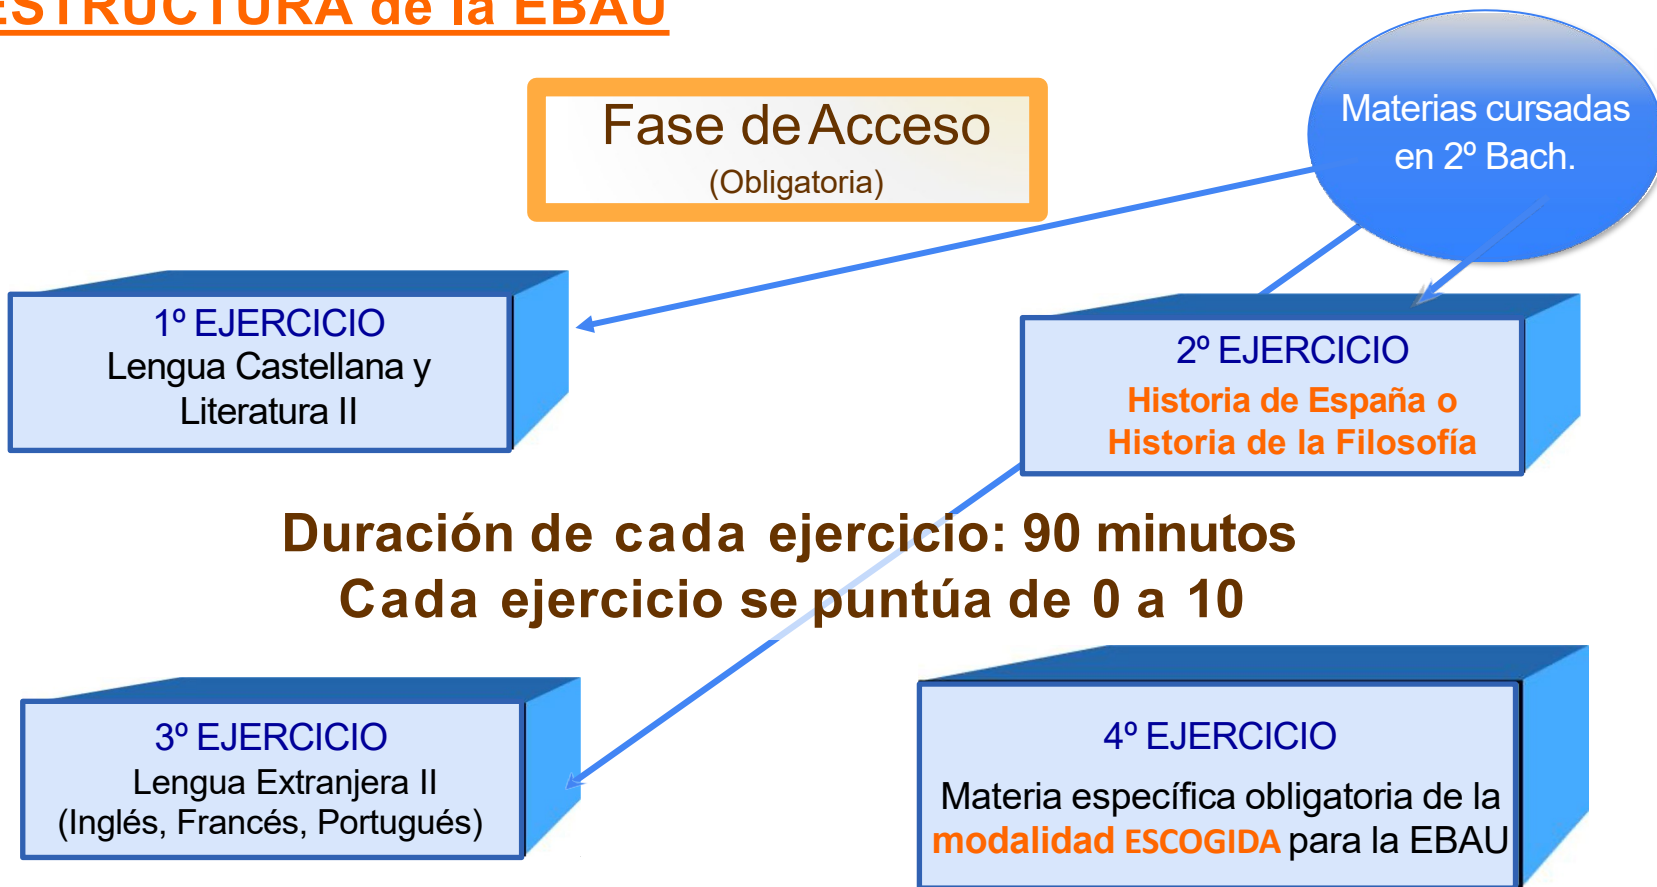 ESTRUCTURA de la EBAU
Fase de Acceso
(Obligatoria)
Materias cursadas
en 2º Bach.
1º EJERCICIO
Lengua Castellana y
Literatura II
2º EJERCICIO
Historia de España o
Historia de la Filosofía
Duración de cada ejercicio: 90 minutos
Cada ejercicio se puntúa de 0 a 10
3º EJERCICIO
Lengua Extranjera II
(Inglés, Francés, Portugués)
4º EJERCICIO
Materia específica obligatoria de la
modalidad ESCOGIDA para la EBAU